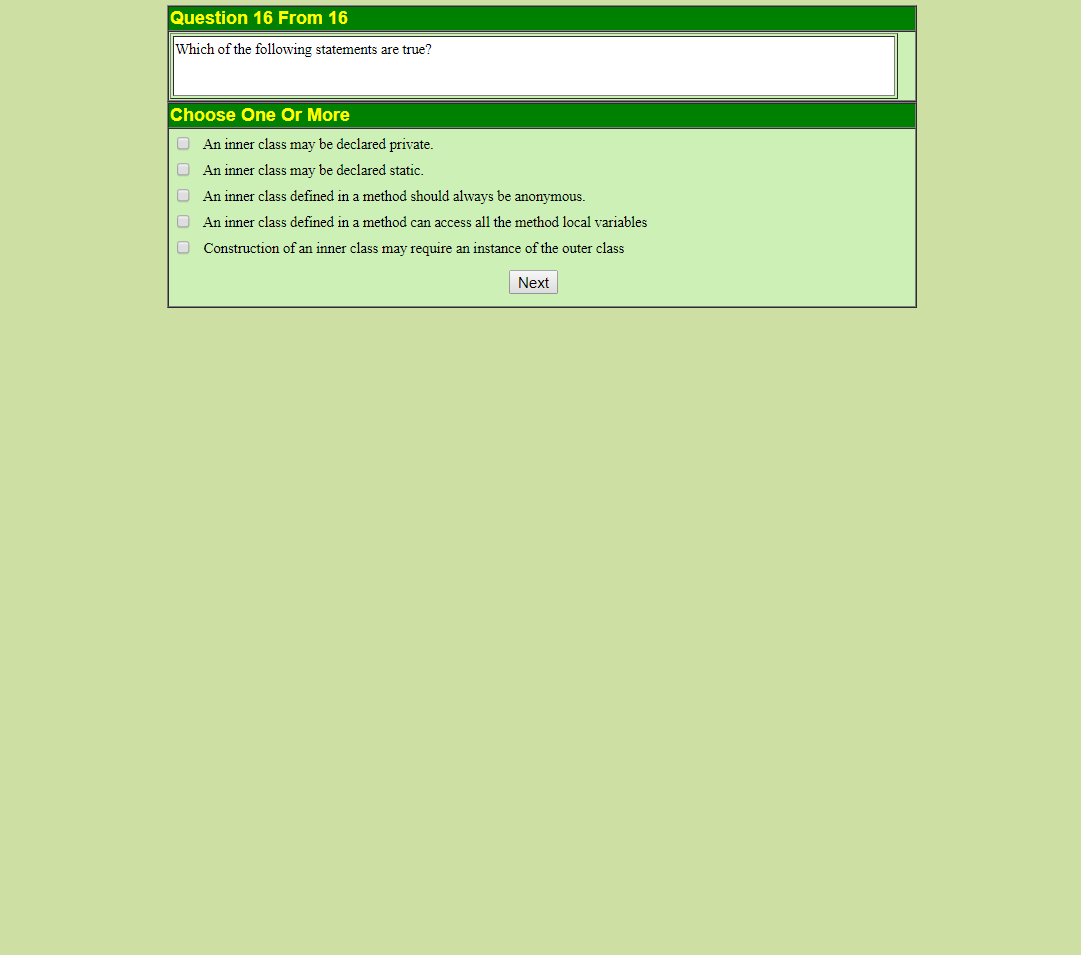 Question 16 From 16
Which of the following statements are true?
Choose One Or More
An inner class may be declared private.
An inner class may be declared static.
An inner class defined in a method should always be anonymous.
An inner class defined in a method can access all the method local variables
Construction of an inner class may require an instance of the outer class
Next